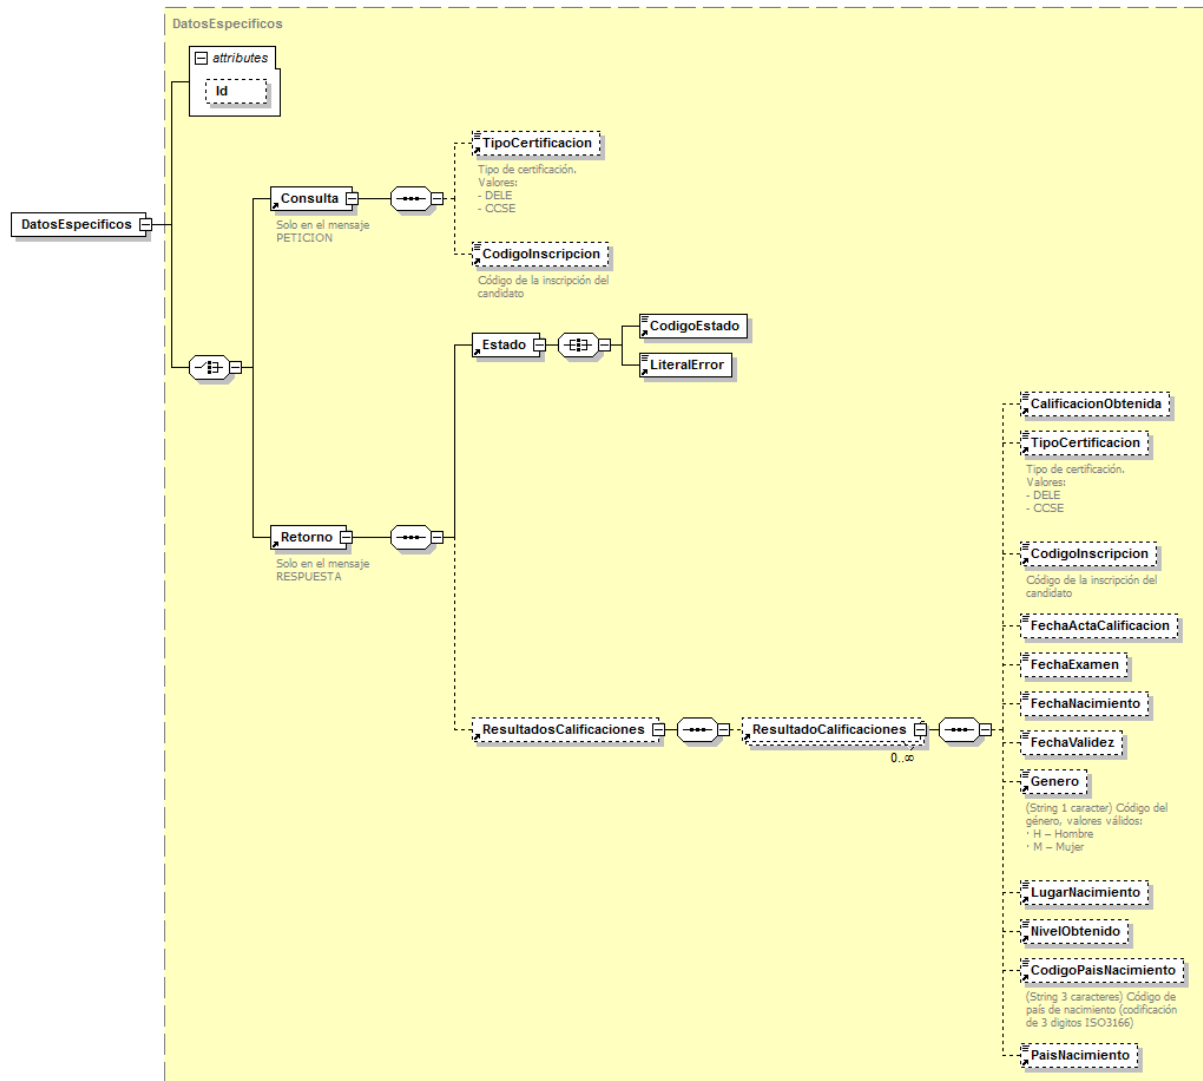 DatosEspecificos
attributes
Id
DatosEspecificos
Consulta
Solo en el mensaje
PETICION
TipoCertificacion
Tipo de certificación.
Valores:
- DELE
- CCSE
CodigoInscripcion
Código de la inscripción del
candidato
Estado
CodigoEstado
LiteralError
Retorno
Solo en el mensaje
RESPUESTA
ResultadosCalificaciones
ResultadoCalificaciones
0..∞
CalificacionObtenida
TipoCertificacion
Tipo de certificación.
Valores:
- DELE
- CCSE
CodigoInscripcion
Código de la inscripción del
candidato
FechaActaCalificacion
FechaExamen
FechaNacimiento
FechaValidez
Genero
(String 1 caracter) Código del
género, valores válidos:
· H – Hombre
· M – Mujer
LugarNacimiento
NivelObtenido
CodigoPaisNacimiento
(String 3 caracteres) Código de
país de nacimiento (codificación
de 3 digitos ISO3166)
PaisNacimiento